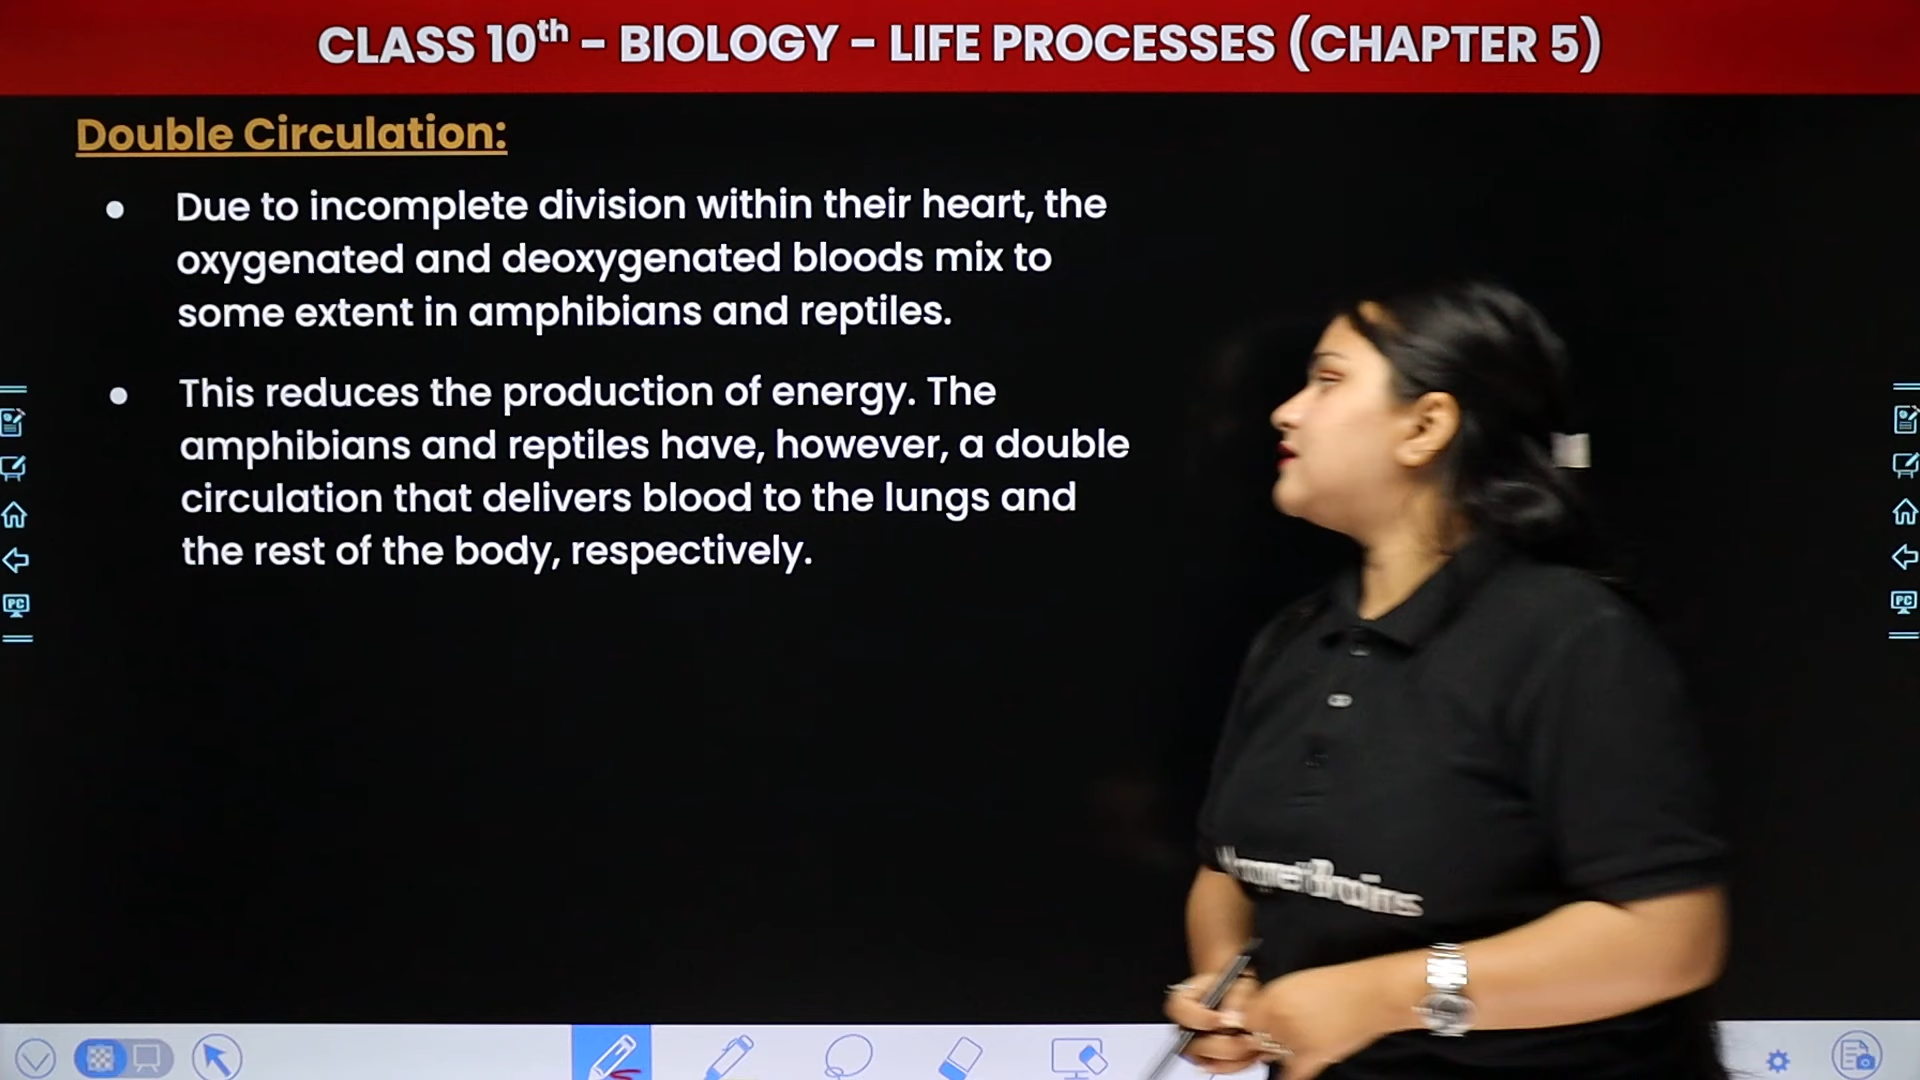 CLASS 10th - BIOLOGY - LIFE PROCESSES (CHAPTER 5)
Double Circulation:
● Due to incomplete division within their heart, the
oxygenated and deoxygenated bloods mix to
some extent in amphibians and reptiles.
● This reduces the production of energy. The
amphibians and reptiles have, however, a double
circulation that delivers blood to the lungs and
the rest of the body, respectively.
PC
PC